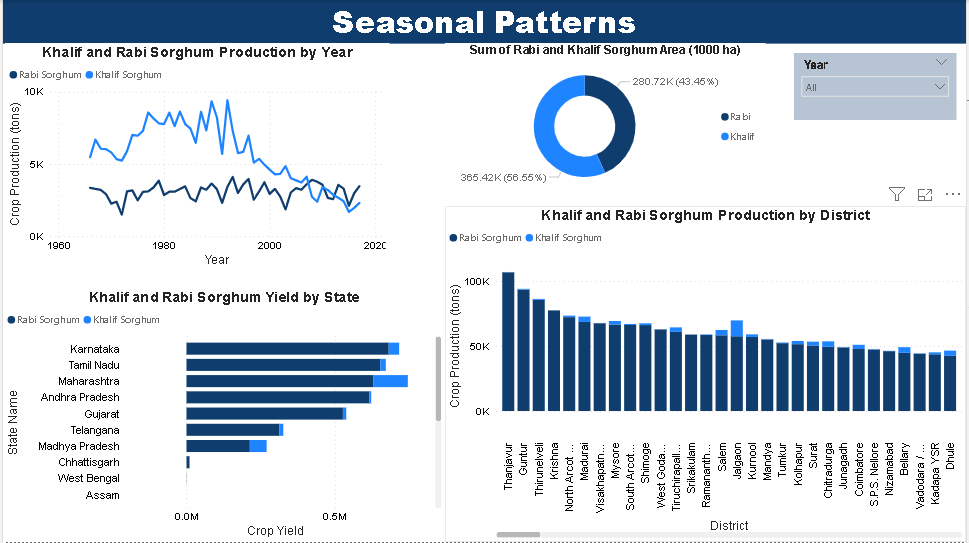 Seasonal Patterns
Khalif and Rabi Sorghum Production by Year
Rabi Sorghum Khalif Sorghum
10K
5K
0K
Crop Production (tons)
1960 1980 2000 2020
Year
Sum of Rabi and Khalif Sorghum Area (1000 ha)
280.72K (43.45%)
365.42K (56.55%)
Rabi
Khalif
Year
All
Khalif and Rabi Sorghum Yield by State
Rabi Sorghum Khalif Sorghum
State Name
Karnataka
Tamil Nadu
Maharashtra
Andhra Pradesh
Gujarat
Telangana
Madhya Pradesh
Chhattisgarh
West Bengal
Assam
0.0M 0.5M
Crop Yield
Khalif and Rabi Sorghum Production by District
Rabi Sorghum Khalif Sorghum
100K
50K
0K
Crop Production (tons)
Thanjavur
Guntur
Thirunelveli
Krishna
North Arcot ...
Madurai
Visakhapatn...
Mysore
South Arcot...
Shimoge
West Goda...
Tiruchirapall...
Srikakulam
Ramananth...
Salem
Jalgaon
Kurnool
Mandya
Tumkur
Kolhapur
Surat
Chitradurga
Junagadh
Coimbatore
S.P.S. Nellore
Nizamabad
Bellary
Vadodara / ...
Kadapa YSR
Dhule
District